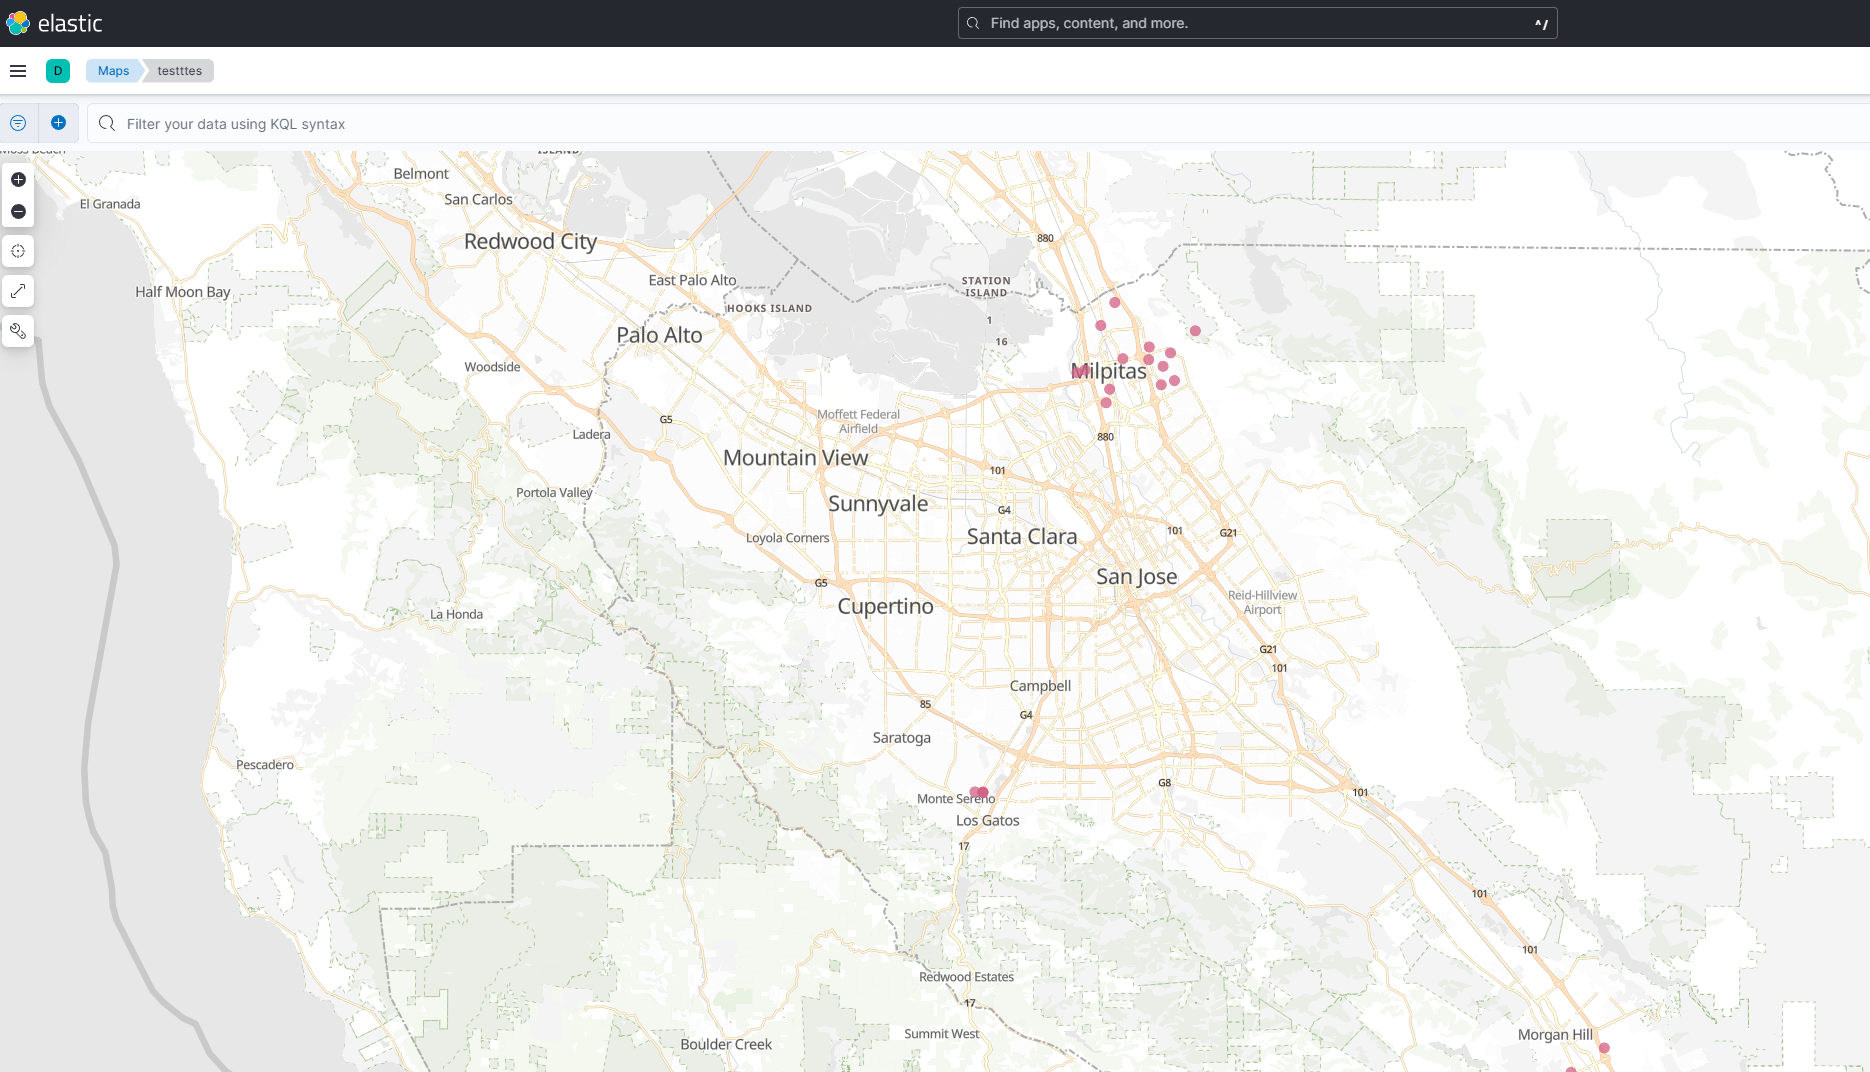 elastic
Find apps, content, and more.
^/
D
Maps
testttes
Filter your data using KQL syntax
Moss Beach
ISLAND
Belmont
San Carlos
El Granada
Redwood City
880
East Palo Alto
STATION
ISLAND
Half Moon Bay
HOOKS ISLAND
1
Palo Alto
16
Woodside
Milpitas
G5
Moffett Federal
Airfield
Ladera
880
Mountain View
101
Portola Valley
Sunnyvale
G4
Loyola Corners
Santa Clara
101
G21
San Jose
G5
Reid-Hillview
Airport
Cupertino
La Honda
G21
101
Campbell
85
G4
Saratoga
Pescadero
G8
101
Monte Sereno
Los Gatos
17
101
101
Redwood Estates
17
Summit West
Morgan Hill
Boulder Creek